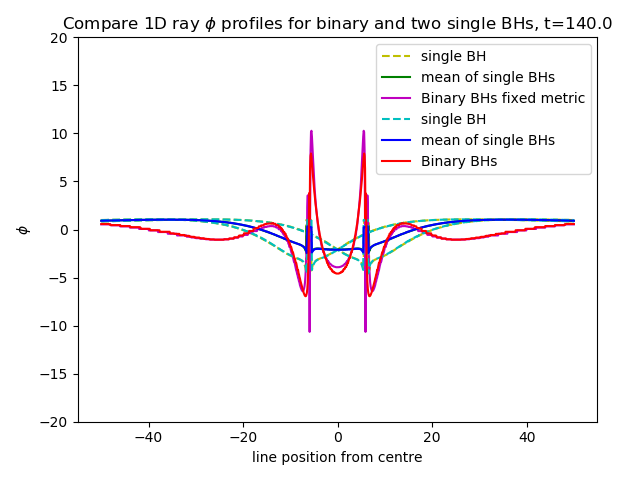 Compare 1D ray ϕ profiles for binary and two single BHs, t=140.0
20
15
10
5
0
−5
−10
−15
−20
ϕ
single BH
mean of single BHs
Binary BHs fixed metric
single BH
mean of single BHs
Binary BHs
−40
−20
0
20
40
line position from centre